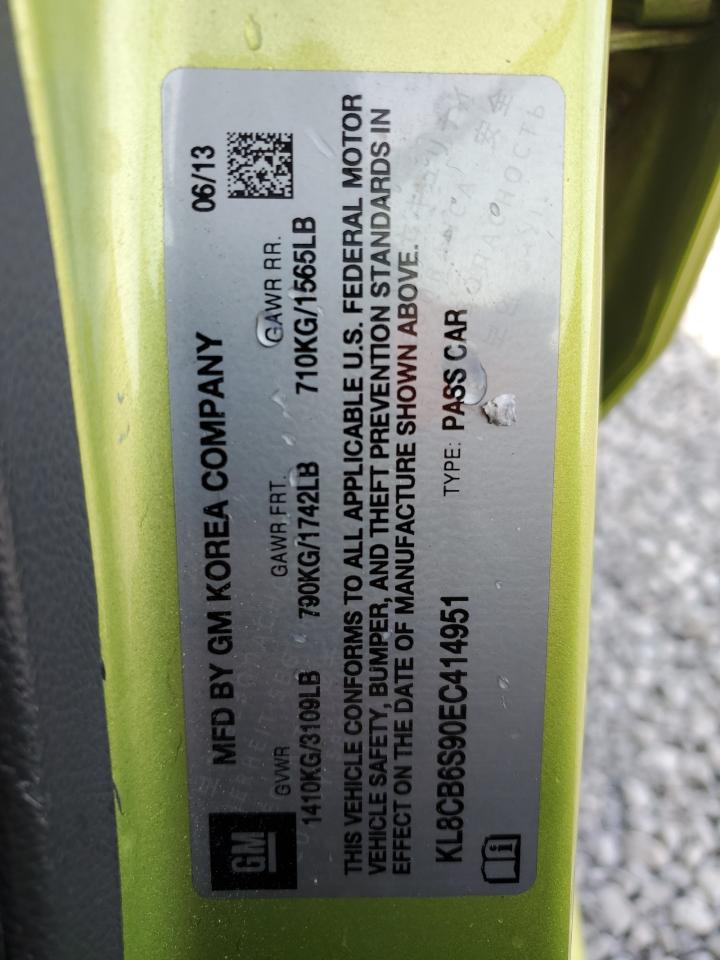 MFD BY GM KOREA COMPANY 06/13
GM
GVWR GAWR FRT. GAWR RR.
1410KG/3109LB 790KG/1742LB 710KG/1565LB
THIS VEHICLE CONFORMS TO ALL APPLICABLE U.S. FEDERAL MOTOR
VEHICLE SAFETY, BUMPER, AND THEFT PREVENTION STANDARDS IN
EFFECT ON THE DATE OF MANUFACTURE SHOWN ABOVE.
KL8CB6S90EC414951 TYPE: PASS CAR